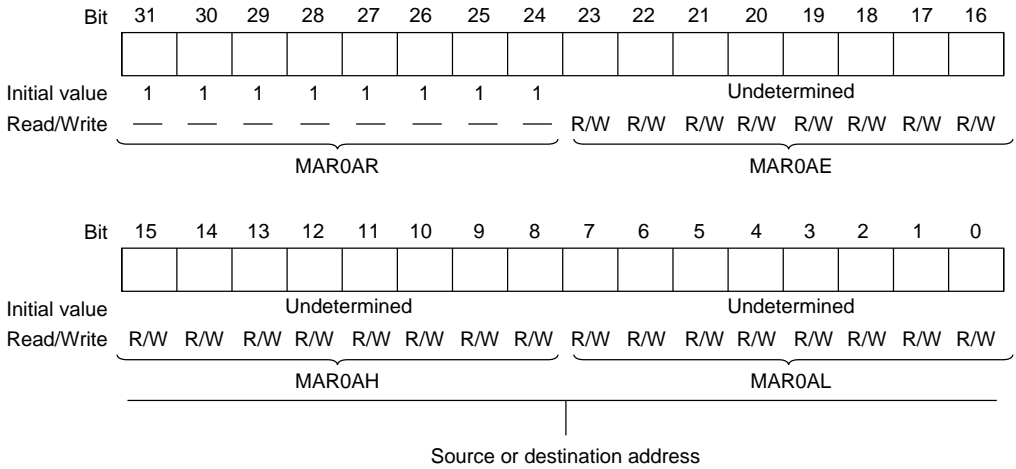 Bit 31 30 29 28 27 26 25 24 23 22 21 20 19 18 17 16
Initial value 1 1 1 1 1 1 1 1 Undetermined
Read/Write — — — — — — — — R/W R/W R/W R/W R/W R/W R/W R/W
MAR0AR MAR0AE
Bit 15 14 13 12 11 10 9 8 7 6 5 4 3 2 1 0
Initial value Undetermined Undetermined
Read/Write R/W R/W R/W R/W R/W R/W R/W R/W R/W R/W R/W R/W R/W R/W R/W R/W
MAR0AH MAR0AL
Source or destination address